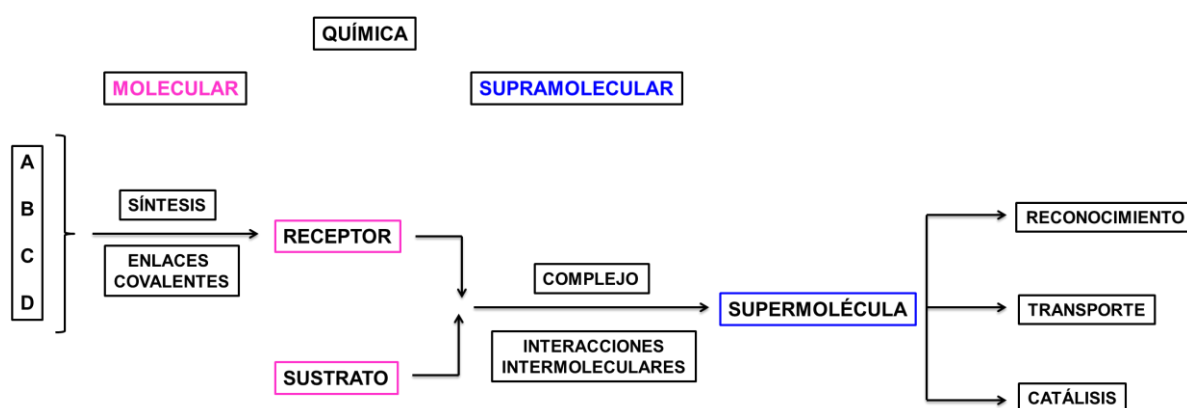 QUÍMICA
MOLECULAR
SUPRAMOLECULAR
A
B
C
D
SÍNTESIS
ENLACES
COVALENTES
RECEPTOR
SUSTRATO
COMPLEJO
INTERACCIONES
INTERMOLECULARES
SUPERMOLÉCULA
RECONOCIMIENTO
TRANSPORTE
CATÁLISIS